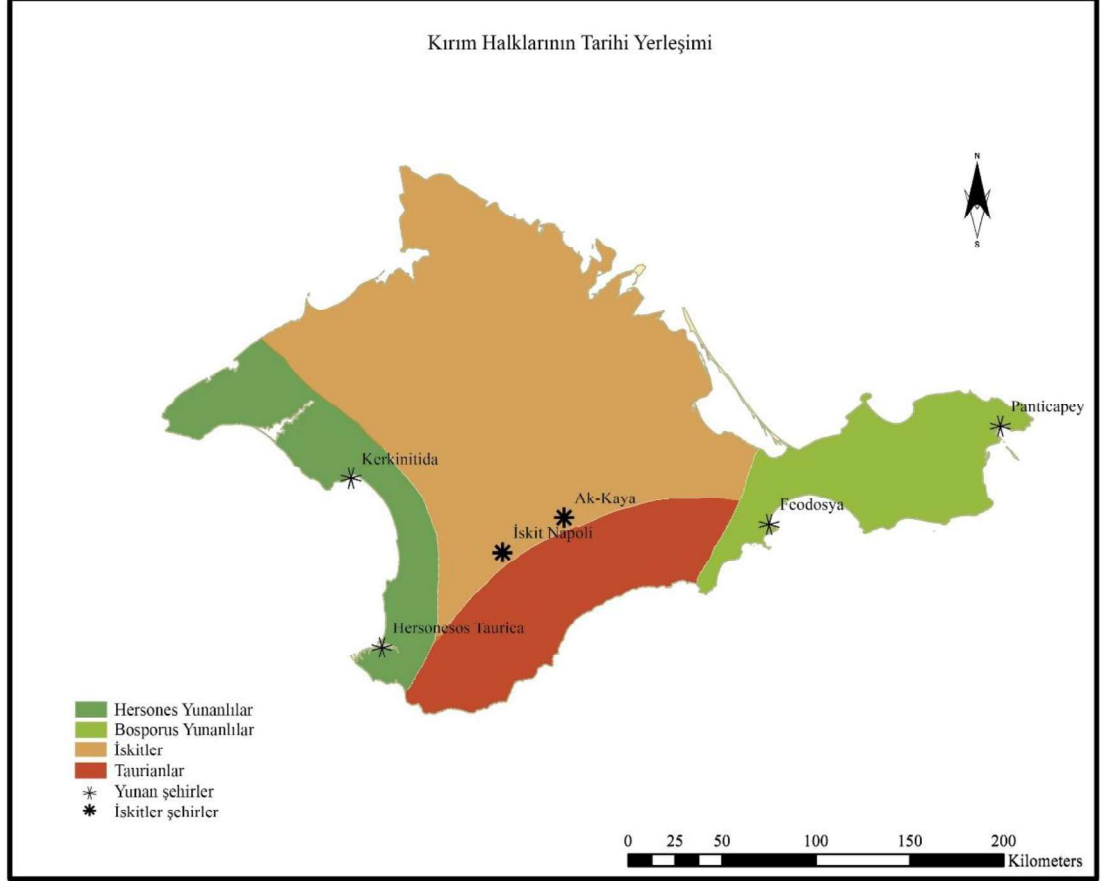 Kırım Halklarının Tarihi Yerleşimi
N
S
Panticapey
Kerkinitida
Ak-Kaya
Feodosya
İskit Napoli
Hersonesos Taurica
Hersones Yunanlılar
Bosporus Yunanlılar
İskitler
Taurianlar
Yunan şehirler
İskitler şehirler
0 25 50 100 150 200
Kilometers